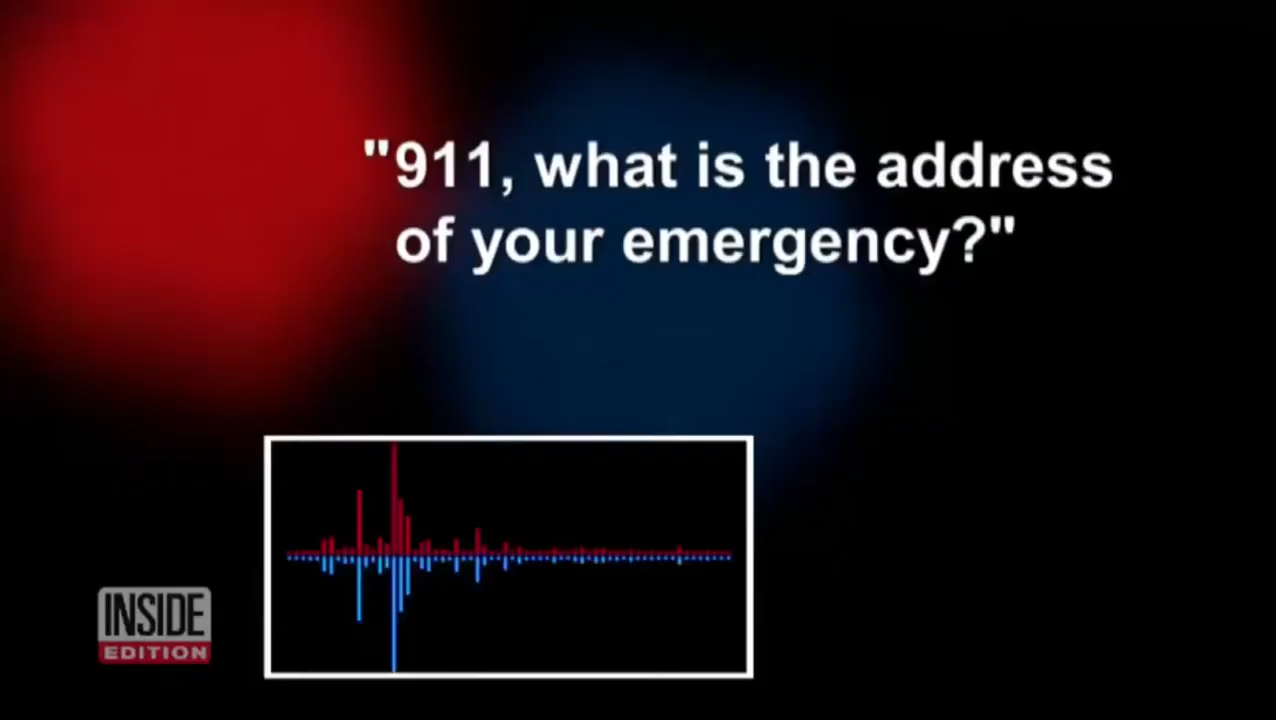 "911, what is the address
of your emergency?"
INSIDE
EDITION